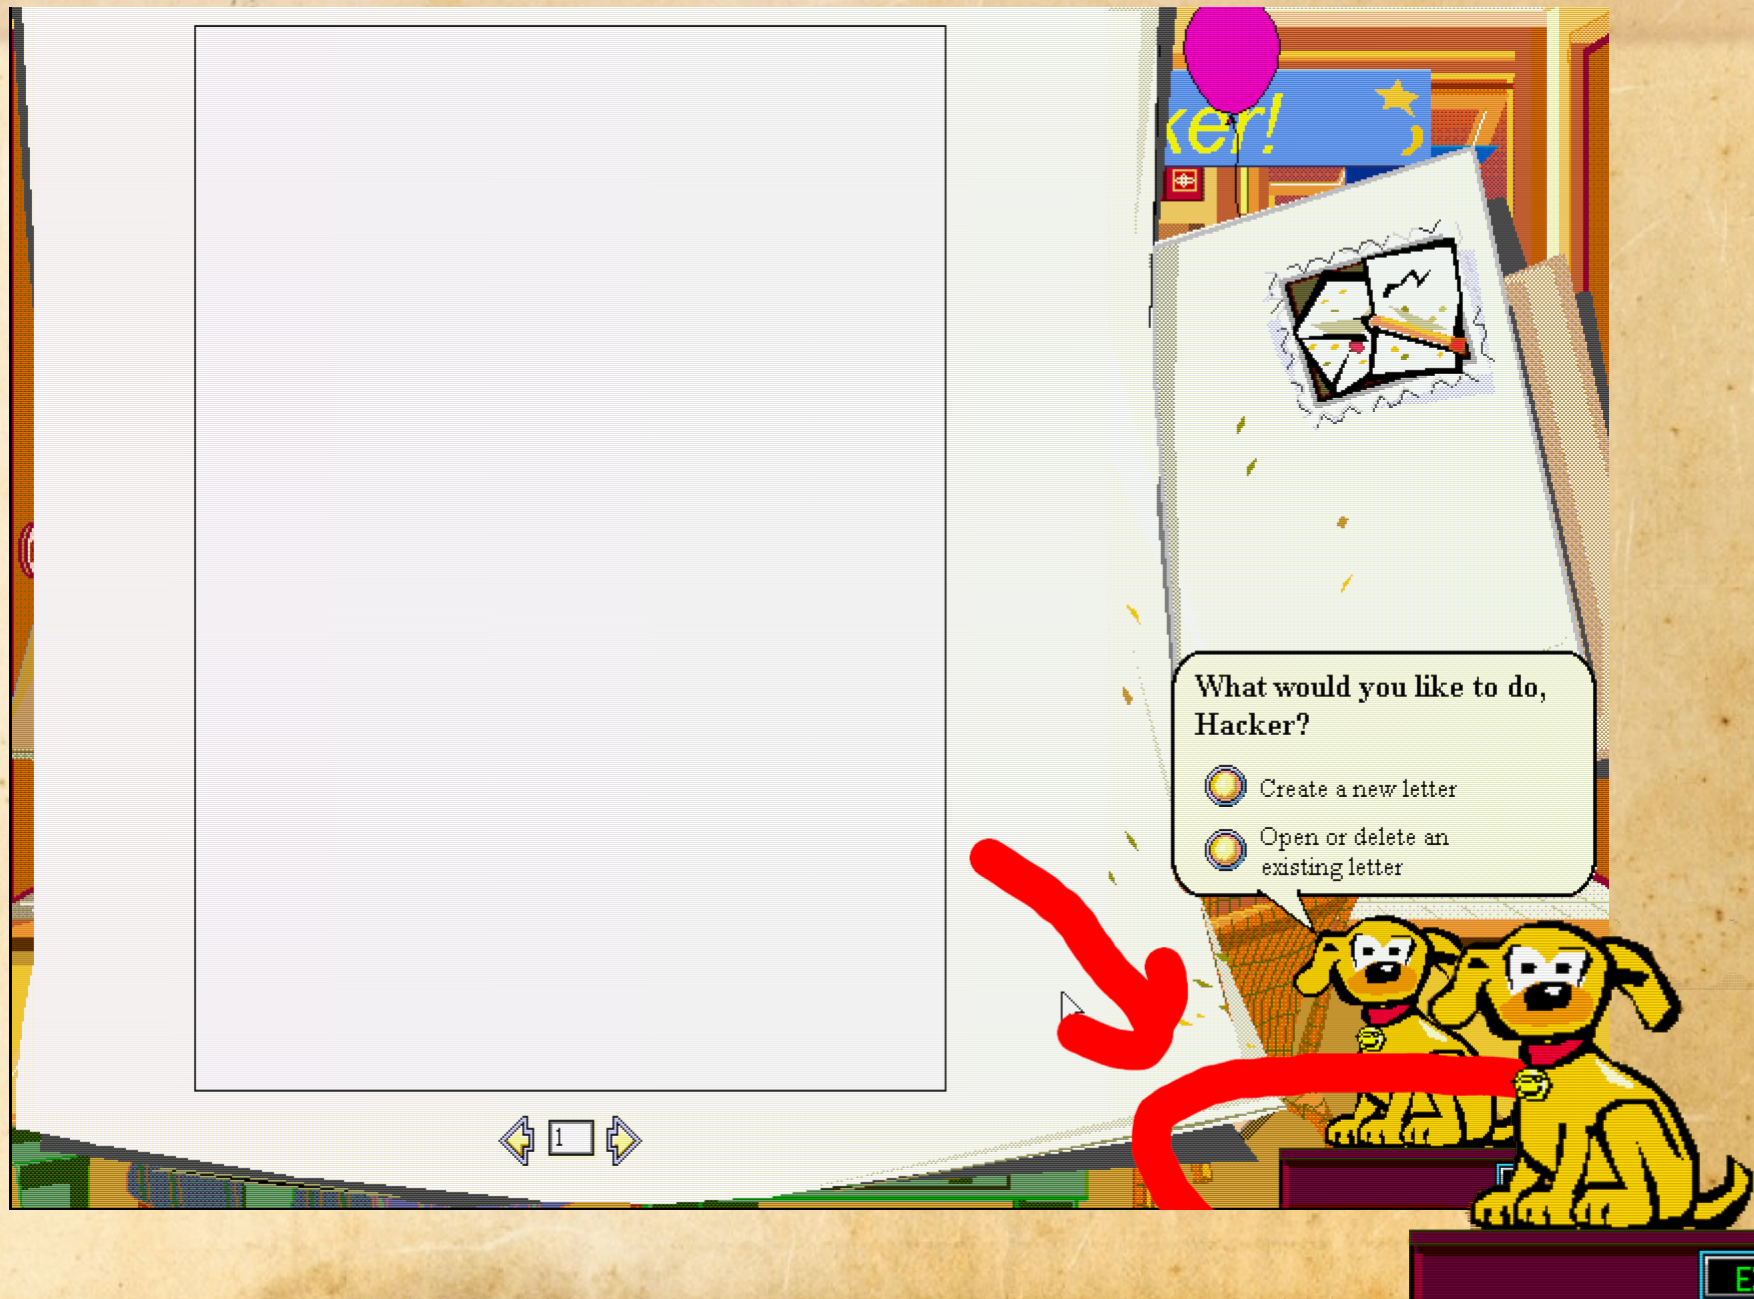 ker!
What would you like to do,
Hacker?
Create a new letter
Open or delete an
existing letter
1
E